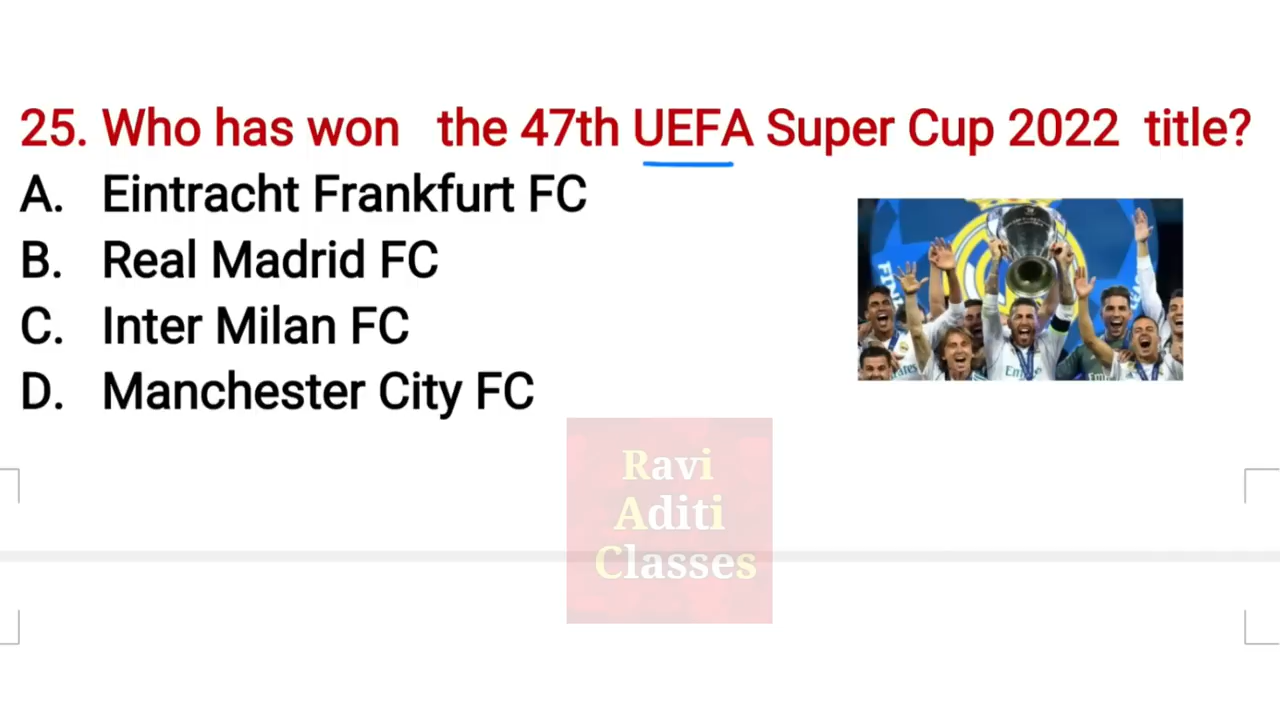 25. Who has won the 47th UEFA Super Cup 2022 title?
A. Eintracht Frankfurt FC
B. Real Madrid FC
C. Inter Milan FC
D. Manchester City FC
Ravi
Aditi
Classes